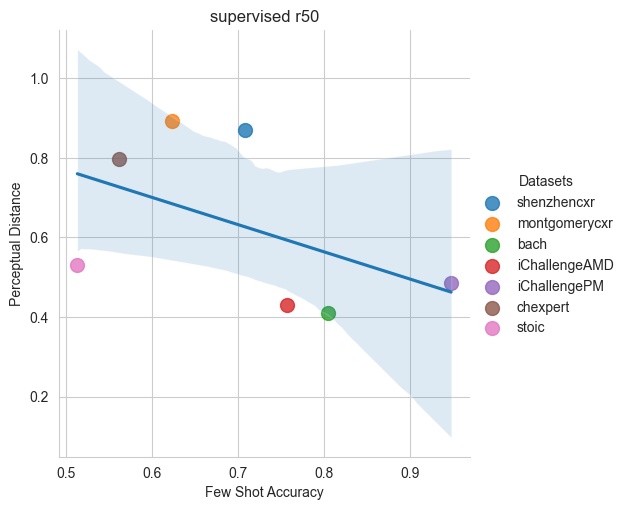 supervised r50
1.0
0.8
0.6
0.4
0.2
Perceptual Distance
0.5 0.6 0.7 0.8 0.9
Few Shot Accuracy
Datasets
shenzhencxr
montgomerycxr
bach
iChallengeAMD
iChallengePM
chexpert
stoic